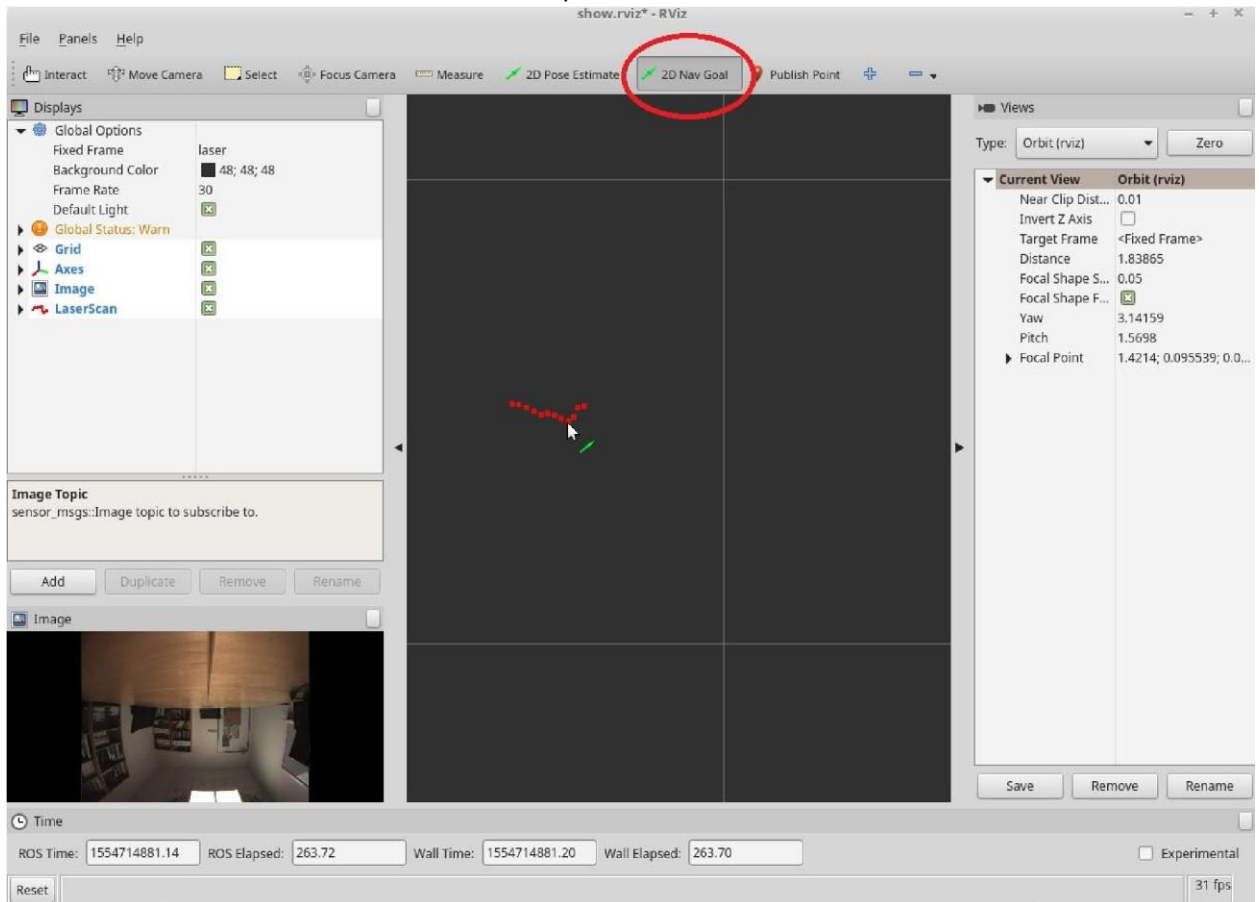 show.rviz* - RViz
File Panels Help
Interact Move Camera Select Focus Camera Measure 2D Pose Estimate 2D Nav Goal Publish Point
Displays
Global Options
Fixed Frame laser
Background Color 48; 48; 48
Frame Rate 30
Default Light
Global Status: Warn
Grid
Axes
Image
LaserScan
Image Topic
sensor_msgs::Image topic to subscribe to.
Add Duplicate Remove Rename
Image
Views
Type: Orbit (rviz) Zero
Current View Orbit (rviz)
Near Clip Dist... 0.01
Invert Z Axis
Target Frame <Fixed Frame>
Distance 1.83865
Focal Shape S... 0.05
Focal Shape F...
Yaw 3.14159
Pitch 1.5698
Focal Point 1.4214; 0.095539; 0.0...
Save Remove Rename
Time
ROS Time: 1554714881.14 ROS Elapsed: 263.72 Wall Time: 1554714881.20 Wall Elapsed: 263.70 Experimental
Reset 31 fps